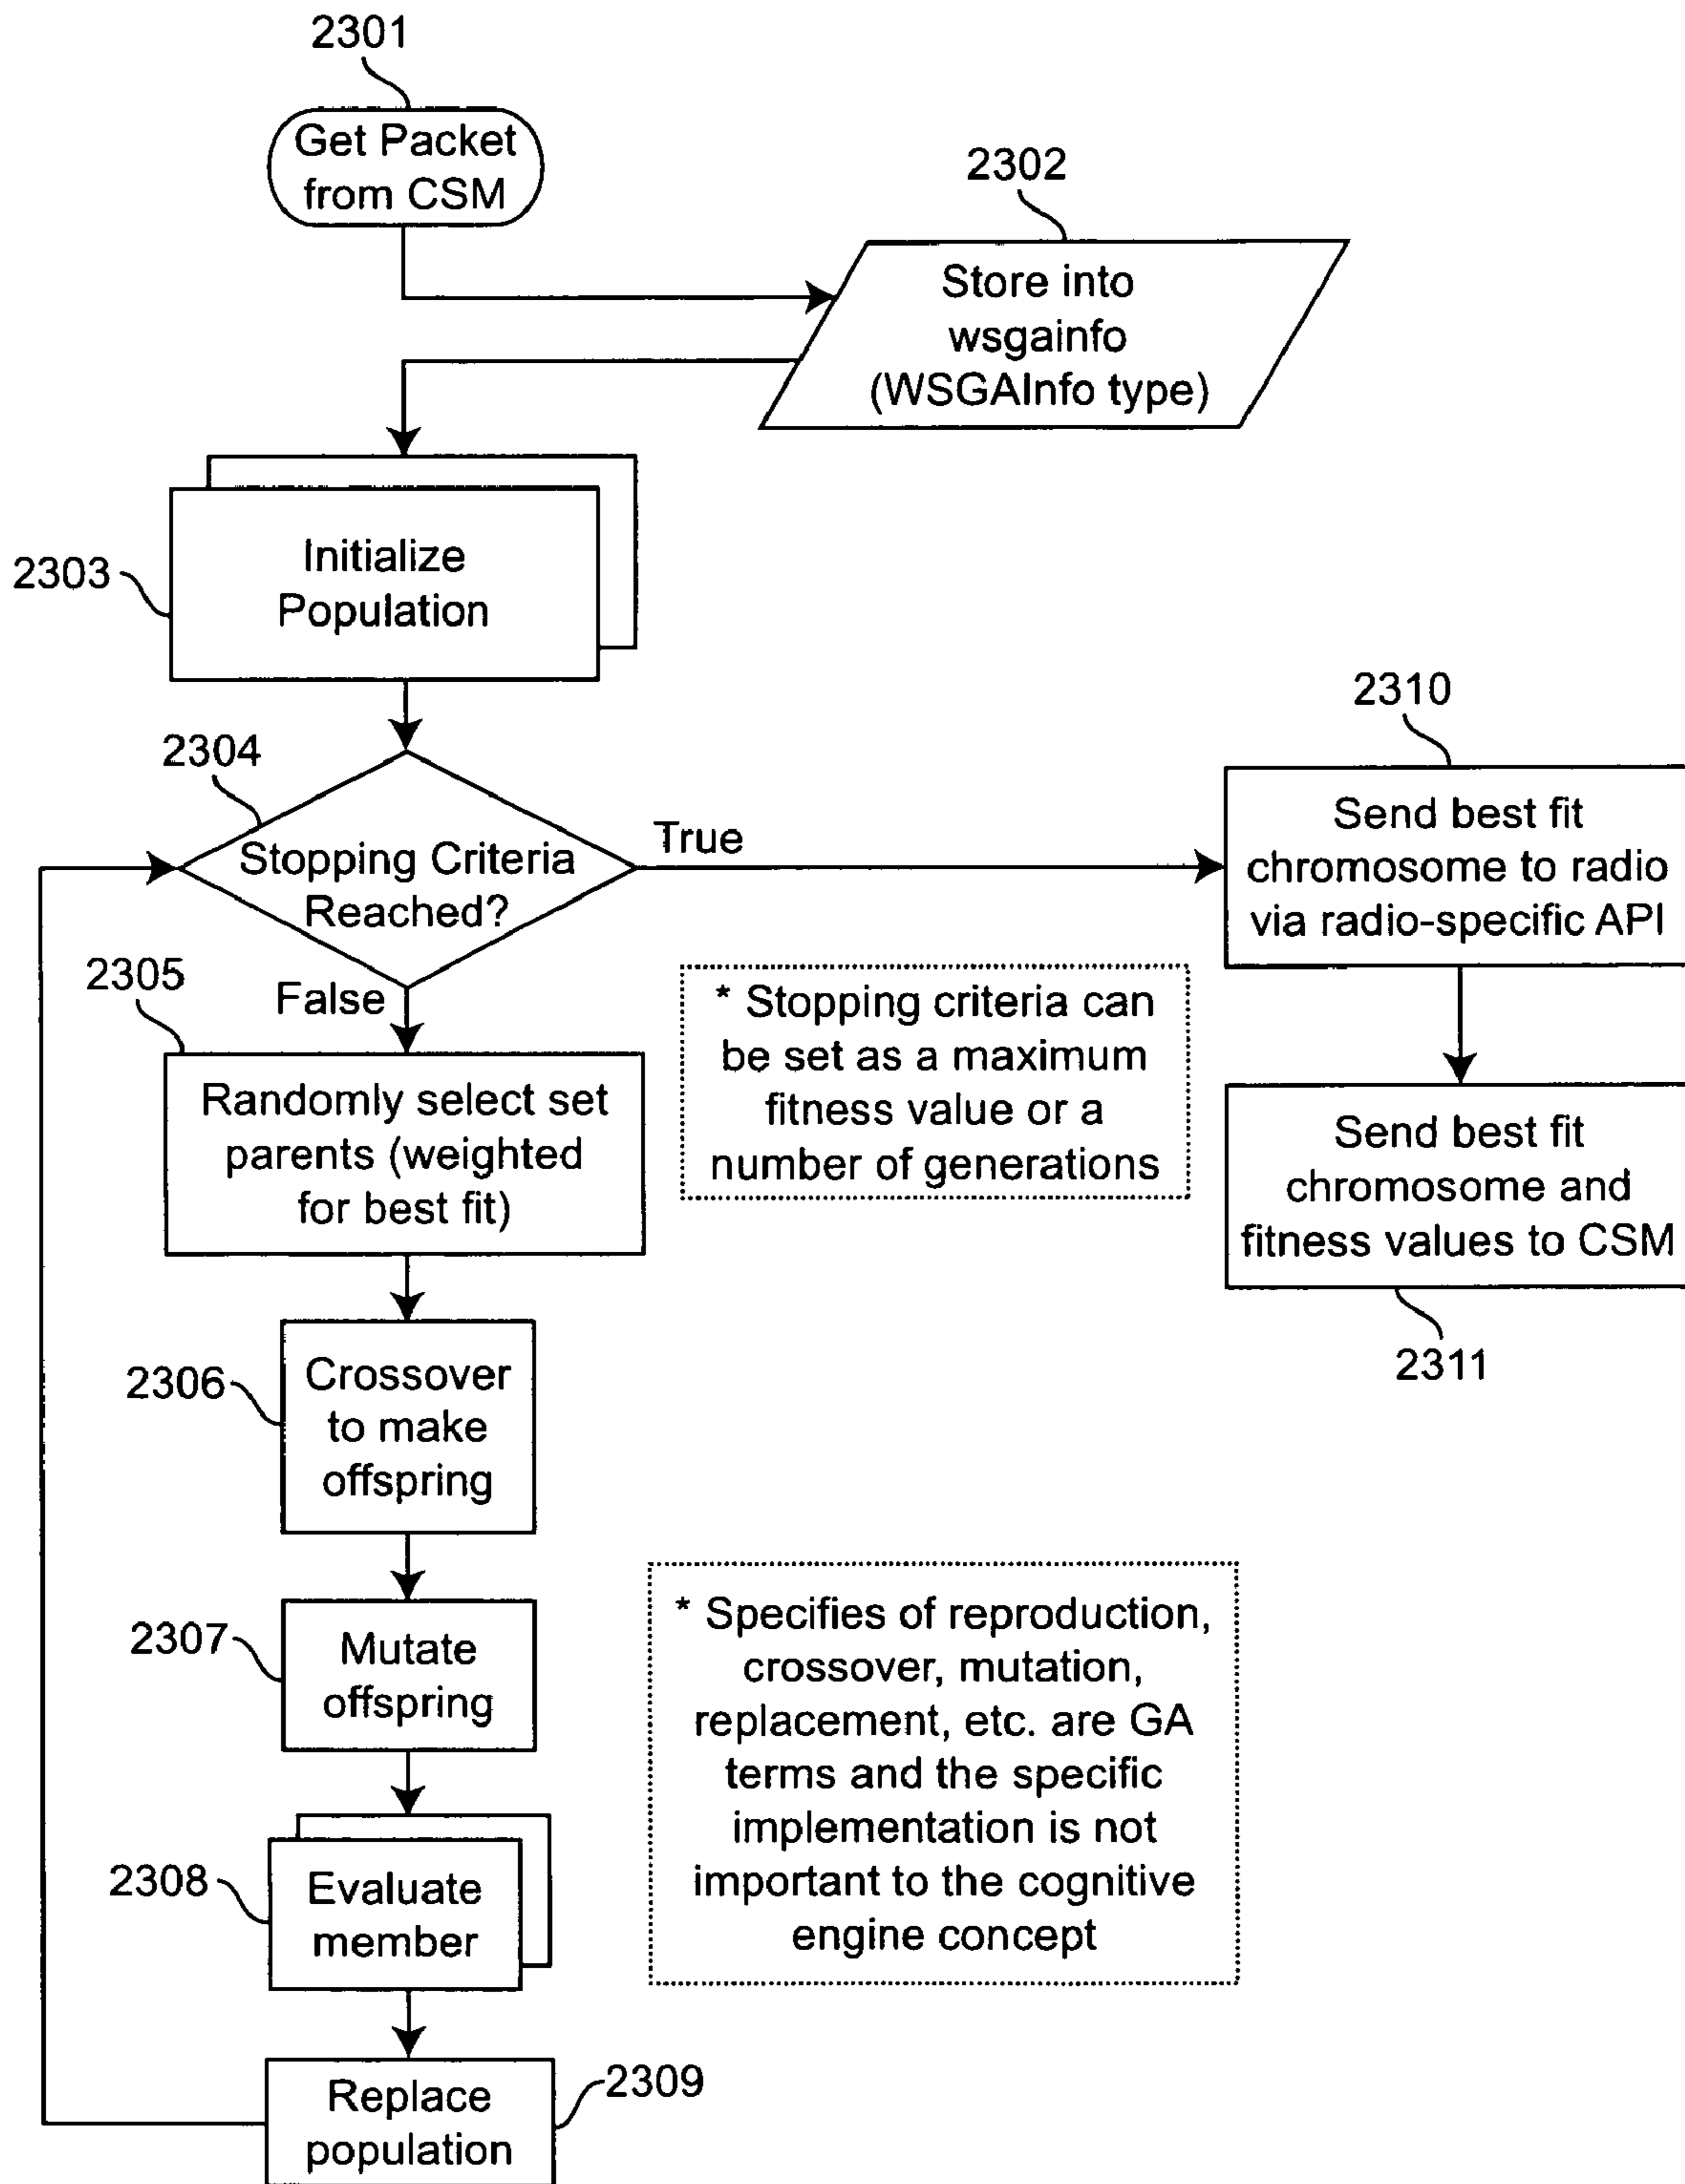 2301
Get Packet
from CSM
2302
Store into
wsgainfo
(WSGAInfo type)
2303
Initialize
Population
2304
Stopping Criteria
Reached?
True
False
2310
Send best fit
chromosome to radio
via radio-specific API
2305
Randomly select set
parents (weighted
for best fit)
* Stopping criteria can
be set as a maximum
fitness value or a
number of generations
Send best fit
chromosome and
fitness values to CSM
2311
2306
Crossover
to make
offspring
2307
Mutate
offspring
* Specifies of reproduction,
crossover, mutation,
replacement, etc. are GA
terms and the specific
implementation is not
important to the cognitive
engine concept
2308
Evaluate
member
2309
Replace
population